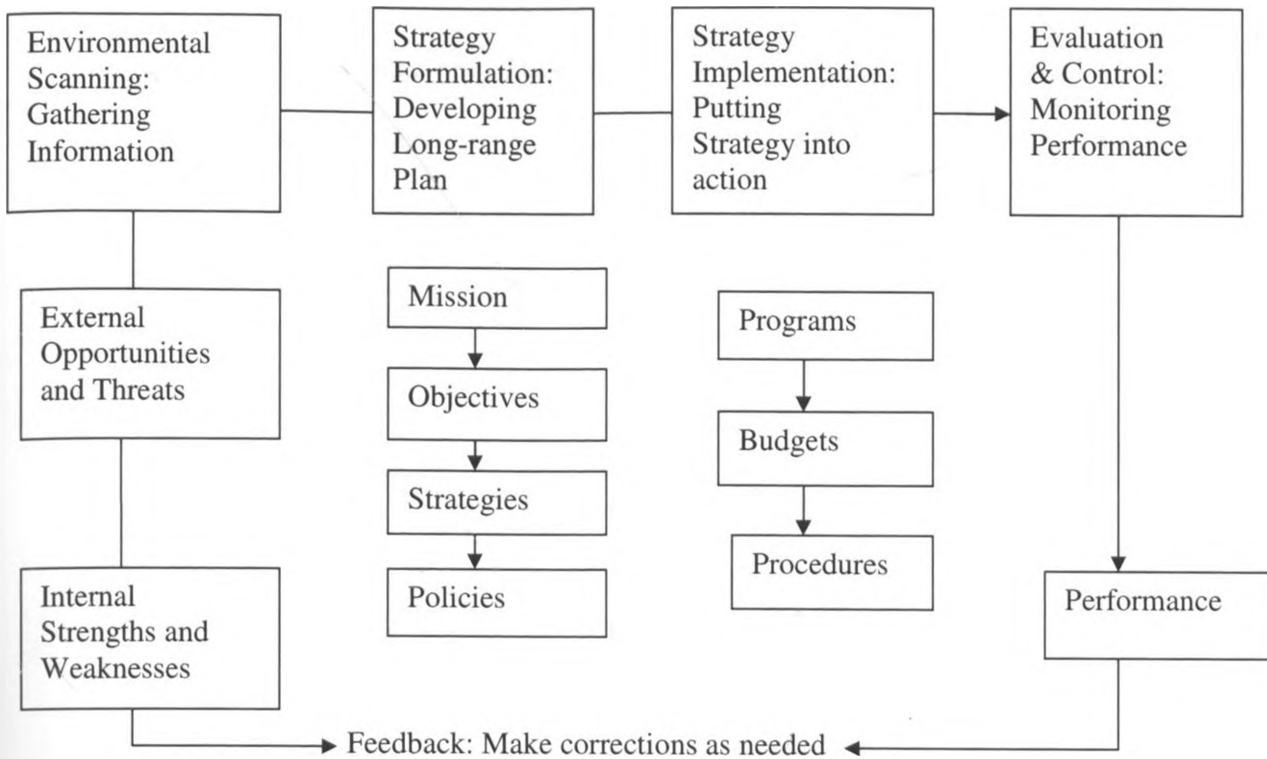 Environmental
Scanning:
Gathering
Information
Strategy
Formulation:
Developing
Long-range
Plan
Strategy
Implementation:
Putting
Strategy into
action
Evaluation
& Control:
Monitoring
Performance
External
Opportunities
and Threats
Internal
Strengths and
Weaknesses
Mission
Objectives
Strategies
Policies
Programs
Budgets
Procedures
Performance
Feedback: Make corrections as needed